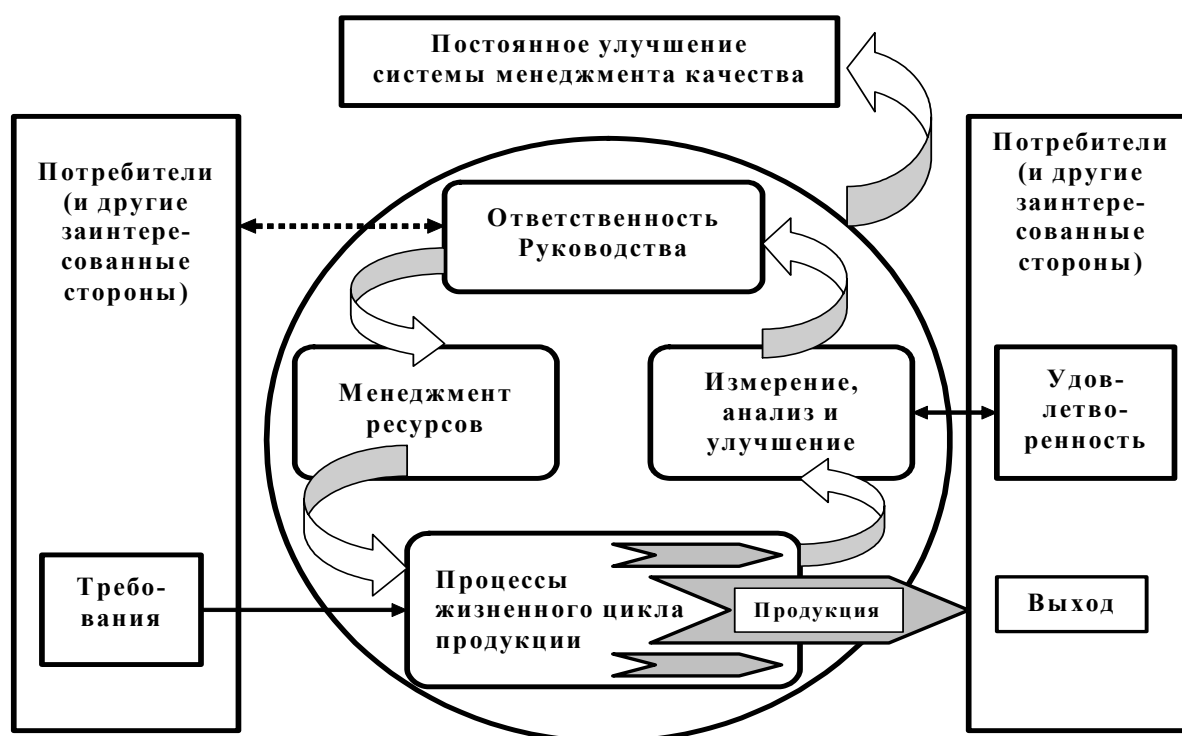 Постоянное улучшение
системы менеджмента качества
Потребители
(и другие
заинтере-
сованные
стороны)
Ответственность
Руководства
Потребители
(и другие
заинтере-
сованные
стороны)
Менеджмент
ресурсов
Измерение,
анализ и
улучшение
Удов-
летво-
ренность
Требо-
вания
Процессы
жизненного цикла
продукции
Продукция
Выход